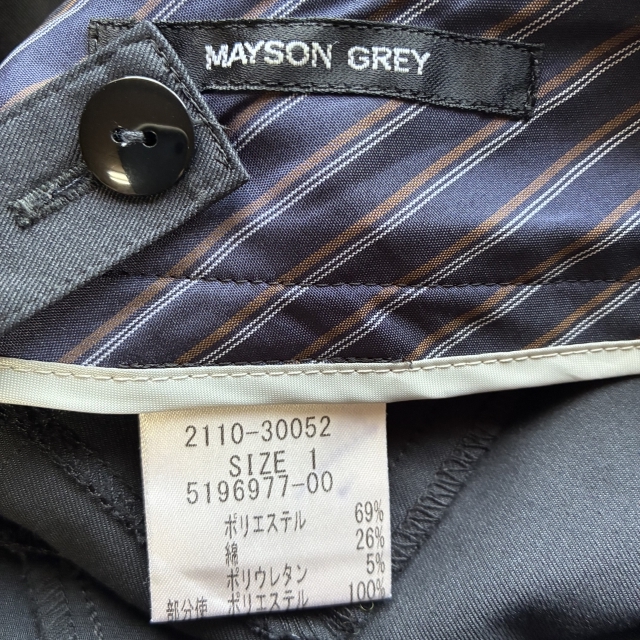 MAYSON GREY
2110-30052
SIZE 1
5196977-00
ポリエステル 69%
綿 26%
ポリウレタン 5%
部分使 ポリエステル 100%